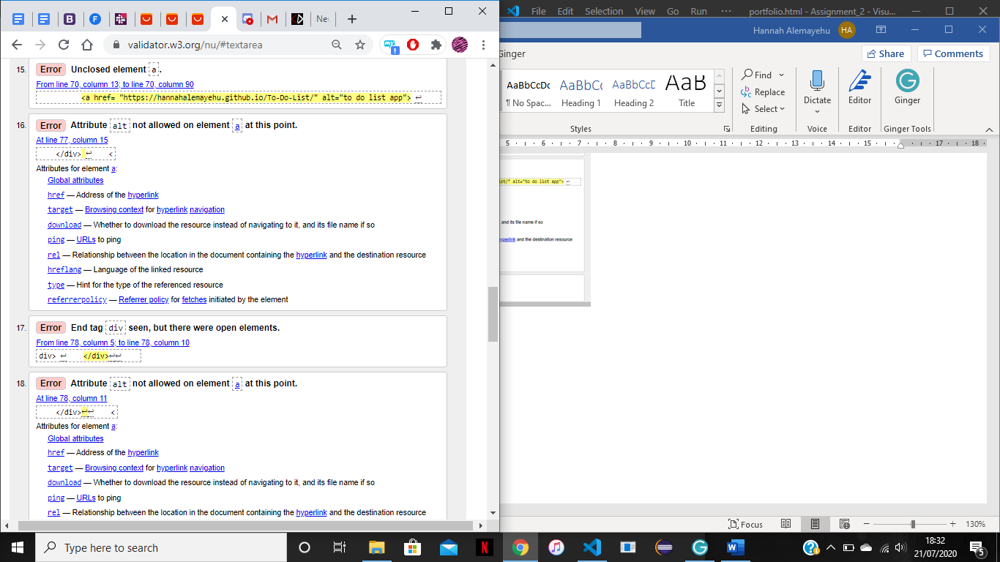 Nev
File Edit Selection View Go Run ··· portfolio.html - Assignment_2 - Visu...
validator.w3.org/nu/#textarea
Hannah Alemayehu HA
Ginger
Share Comments
15. Error Unclosed element a.
From line 70, column 13; to line 70, column 90
<a href= "https://hannahalemayehu.github.io/To-Do-List/" alt="to do list app"> ↩
16. Error Attribute alt not allowed on element a at this point.
At line 77, column 15
</div> ↩ <
Attributes for element a:
Global attributes
href — Address of the hyperlink
target — Browsing context for hyperlink navigation
download — Whether to download the resource instead of navigating to it, and its file name if so
ping — URLs to ping
rel — Relationship between the location in the document containing the hyperlink and the destination resource
hreflang — Language of the linked resource
type — Hint for the type of the referenced resource
referrerpolicy — Referrer policy for fetches initiated by the element
17. Error End tag div seen, but there were open elements.
From line 78, column 5; to line 78, column 10
div> ↩ </div>↩↩
18. Error Attribute alt not allowed on element a at this point.
At line 78, column 11
</div>↩↩ <
Attributes for element a:
Global attributes
href — Address of the hyperlink
target — Browsing context for hyperlink navigation
download — Whether to download the resource instead of navigating to it, and its file name if so
ping — URLs to ping
rel — Relationship between the location in the document containing the hyperlink and the destination resource
AaBbCcDc AaBbCc AaBbCcD AaB
¶ No Spac... Heading 1 Heading 2 Title
Styles
Find
Replace
Select
Editing
Dictate
Voice
Editor
Editor
Ginger
Ginger Tools
5 6 7 8 9 10 11 12 13 14 15 17 18
ist/" alt="to do list app"> ↩
, and its file name if so
hyperlink and the destination resource
Focus 130%
Type here to search
18:32
21/07/2020
5